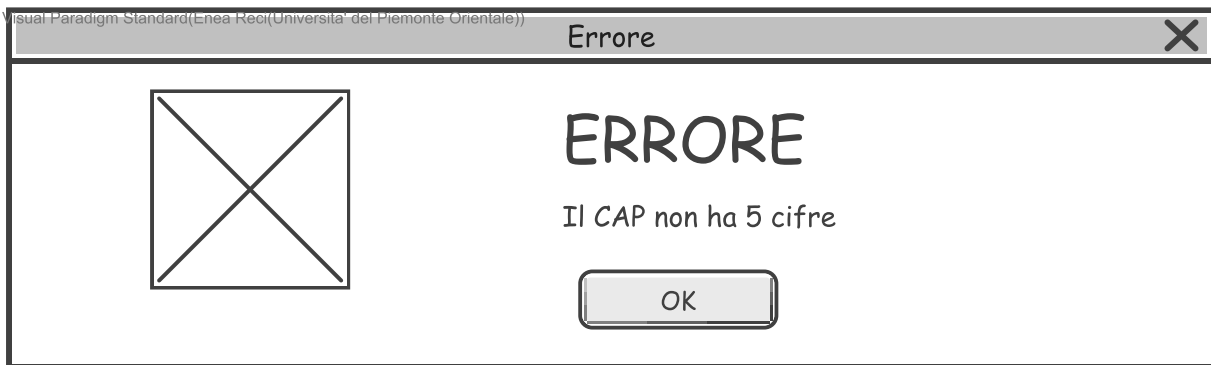 Visual Paradigm Standard(Enea Reci(Universita' del Piemonte Orientale))
Errore
ERRORE
Il CAP non ha 5 cifre
OK